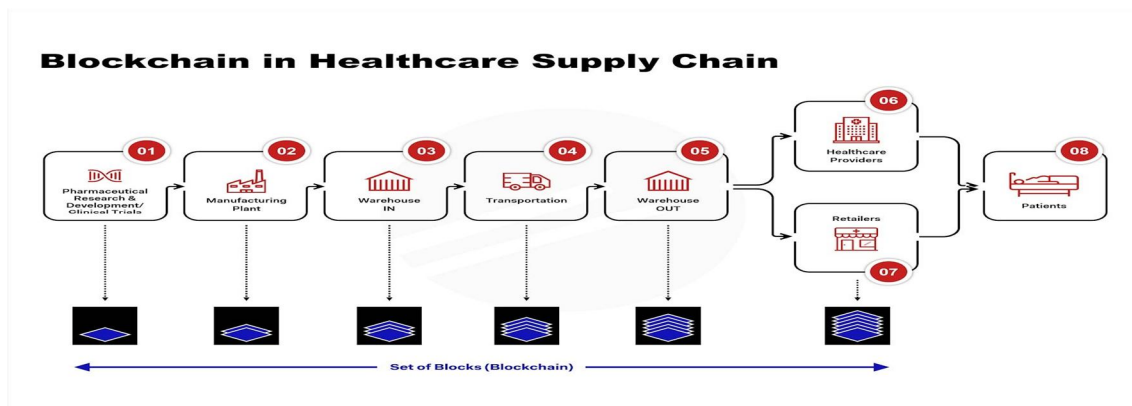 Blockchain in Healthcare Supply Chain
01
Pharmaceutical
Research &
Development/
Clinical Trials
02
Manufacturing
Plant
03
Warehouse
IN
04
Transportation
05
Warehouse
OUT
06
Healthcare
Providers
Retailers
07
08
Patients
Set of Blocks (Blockchain)